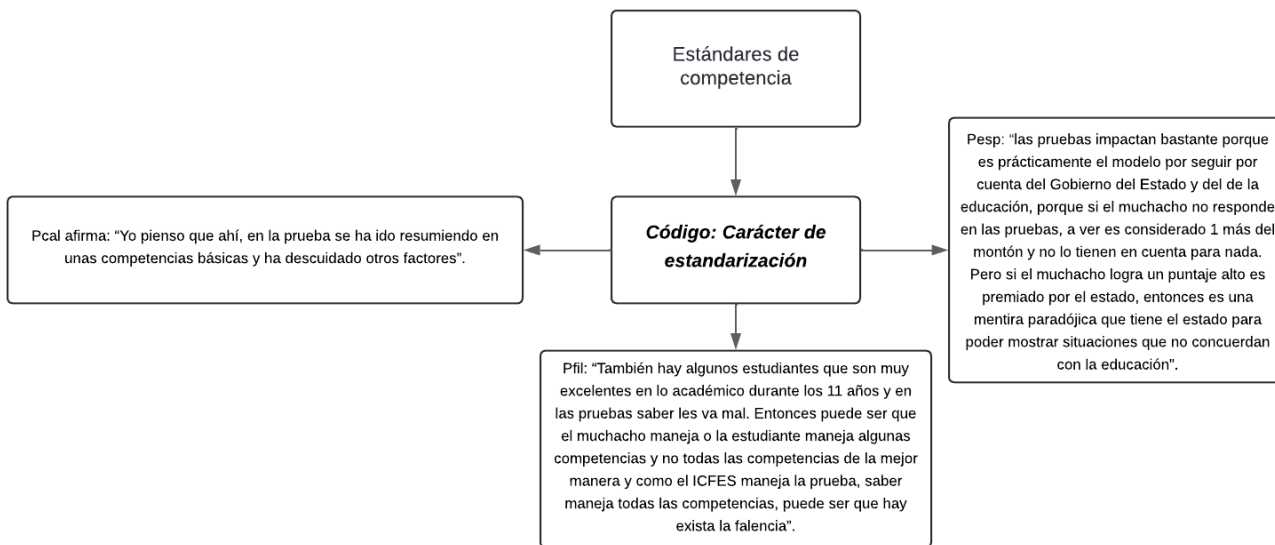 Estándares de
competencia
Pcal afirma: “Yo pienso que ahí, en la prueba se ha ido resumiendo en
unas competencias básicas y ha descuidado otros factores”.
Código: Carácter de
estandarización
Pesp: “las pruebas impactan bastante porque
es prácticamente el modelo por seguir por
cuenta del Gobierno del Estado y del de la
educación, porque si el muchacho no responde
en las pruebas, a ver es considerado 1 más del
montón y no lo tienen en cuenta para nada.
Pero si el muchacho logra un puntaje alto es
premiado por el estado, entonces es una
mentira paradójica que tiene el estado para
poder mostrar situaciones que no concuerdan
con la educación”.
Pfil: “También hay algunos estudiantes que son muy
excelentes en lo académico durante los 11 años y en
las pruebas saber les va mal. Entonces puede ser que
el muchacho maneja o la estudiante maneja algunas
competencias y no todas las competencias de la mejor
manera y como el ICFES maneja la prueba, saber
maneja todas las competencias, puede ser que hay
exista la falencia”.